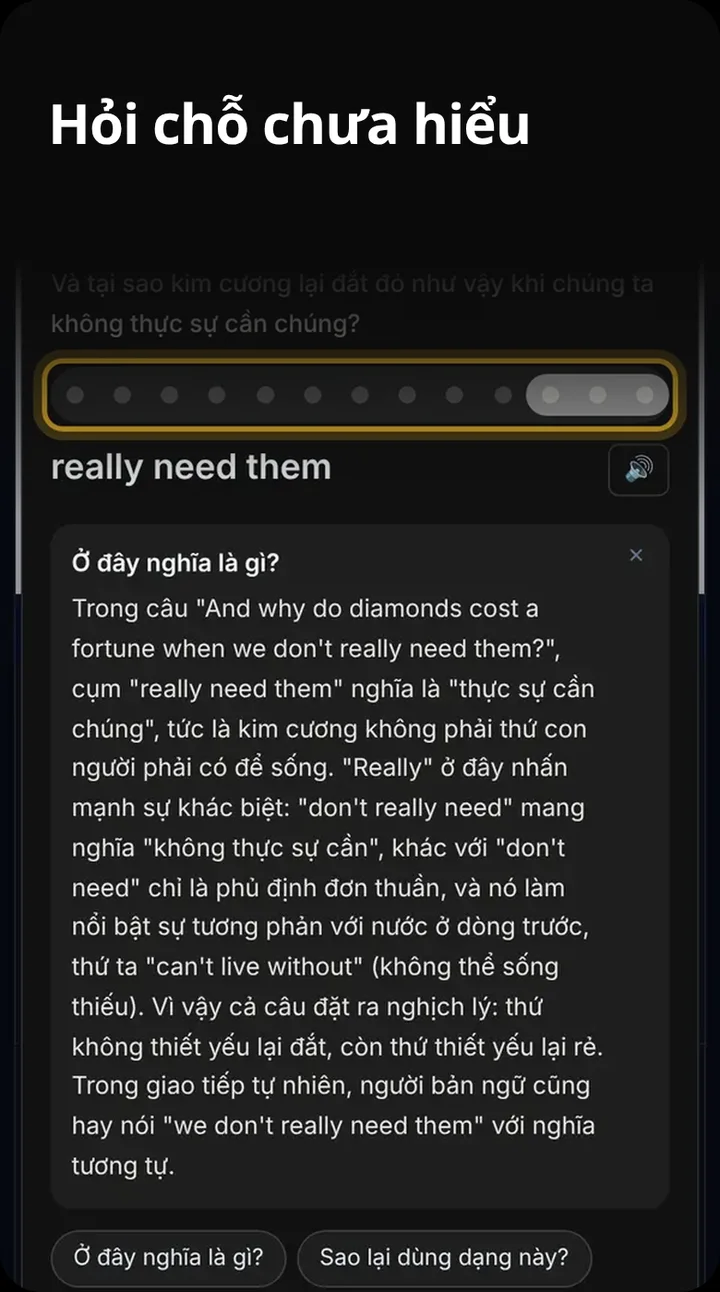 Hỏi chỗ chưa hiểu
Và tại sao kim cương lại đắt đỏ như vậy khi chúng ta
không thực sự cần chúng?
really need them
Ở đây nghĩa là gì?
Trong câu "And why do diamonds cost a
fortune when we don't really need them?",
cụm "really need them" nghĩa là "thực sự cần
chúng", tức là kim cương không phải thứ con
người phải có để sống. "Really" ở đây nhấn
mạnh sự khác biệt: "don't really need" mang
nghĩa "không thực sự cần", khác với "don't
need" chỉ là phủ định đơn thuần, và nó làm
nổi bật sự tương phản với nước ở dòng trước,
thứ ta "can't live without" (không thể sống
thiếu). Vì vậy cả câu đặt ra nghịch lý: thứ
không thiết yếu lại đắt, còn thứ thiết yếu lại rẻ.
Trong giao tiếp tự nhiên, người bản ngữ cũng
hay nói "we don't really need them" với nghĩa
tương tự.
Ở đây nghĩa là gì?
Sao lại dùng dạng này?